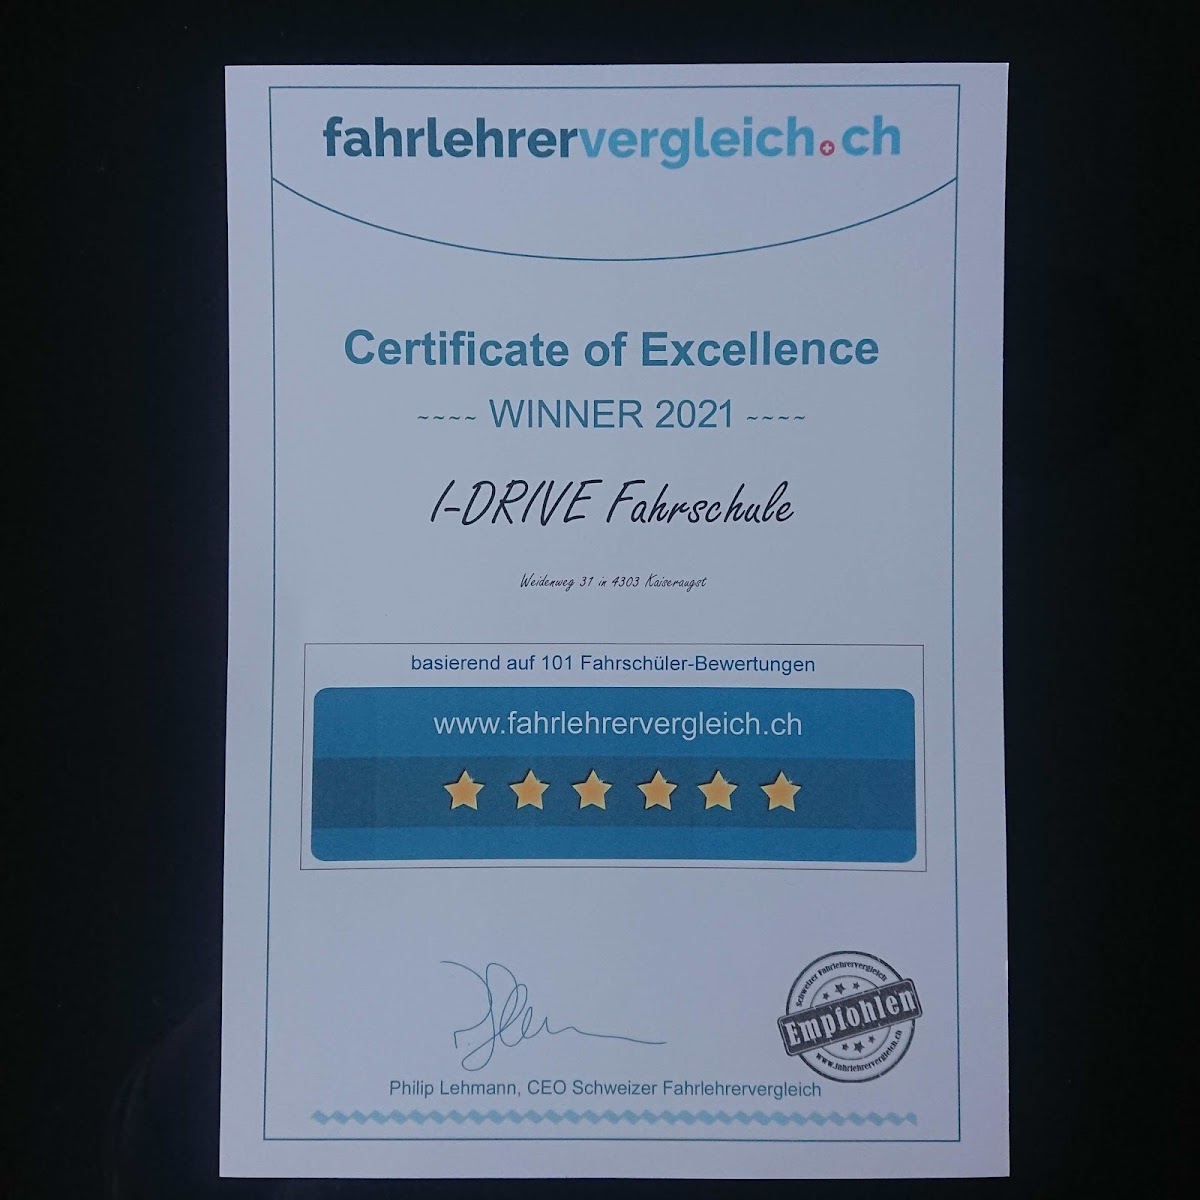 fahrlehrervergleich.ch
Certificate of Excellence
~~~~ WINNER 2021 ~~~~
I-DRIVE Fahrschule
Weidenweg 31 in 4303 Kaiseraugst
basierend auf 101 Fahrschüler-Bewertungen
www.fahrlehrervergleich.ch
Schweizer Fahrlehrervergleich
Empfohlen
www.fahrlehrervergleich.ch
Philip Lehmann, CEO Schweizer Fahrlehrervergleich